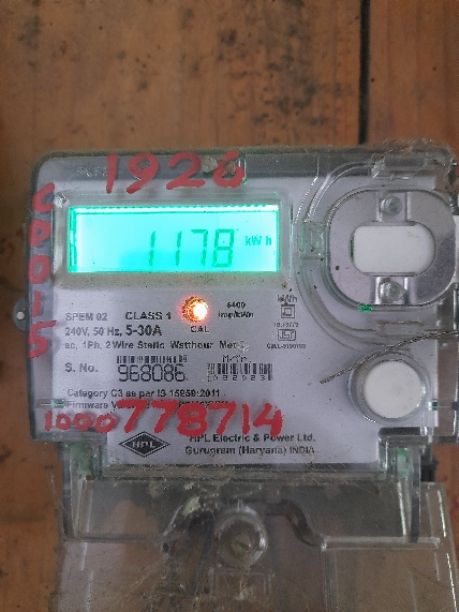 1926
CP015
1178 kWh
SPEM 02 CLASS 1 6400
imp/kWh
240V, 50 Hz, 5-30A CAL
ac, 1Ph, 2 Wire Static Watthour
S. No. 968086
Category C3 as per IS 15959:2011
Firmware
1000778714
HPL
HPL Electric & Power Ltd.
Gurugram (Haryana) INDIA